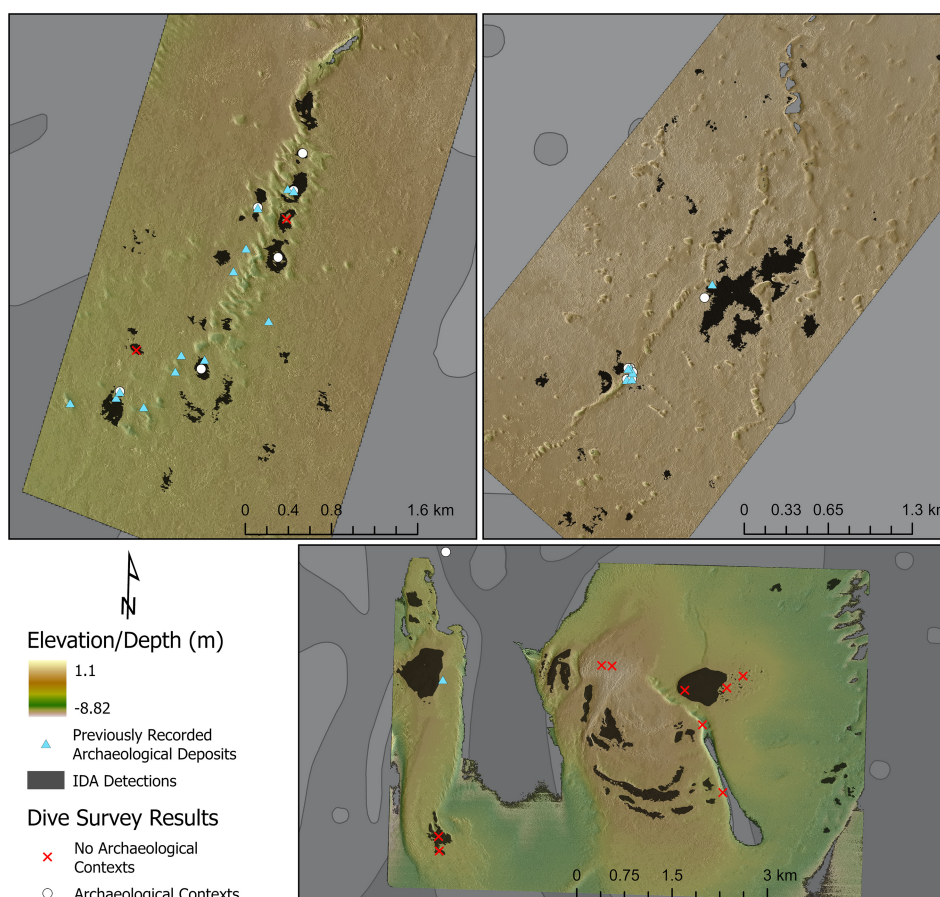 0 0.4 0.8 1.6 km
0 0.33 0.65 1.3 km
N
Elevation/Depth (m)
1.1
-8.82
Previously Recorded
Archaeological Deposits
IDA Detections
Dive Survey Results
No Archaeological
Contexts
Archaeological Contexts
0 0.75 1.5 3 km